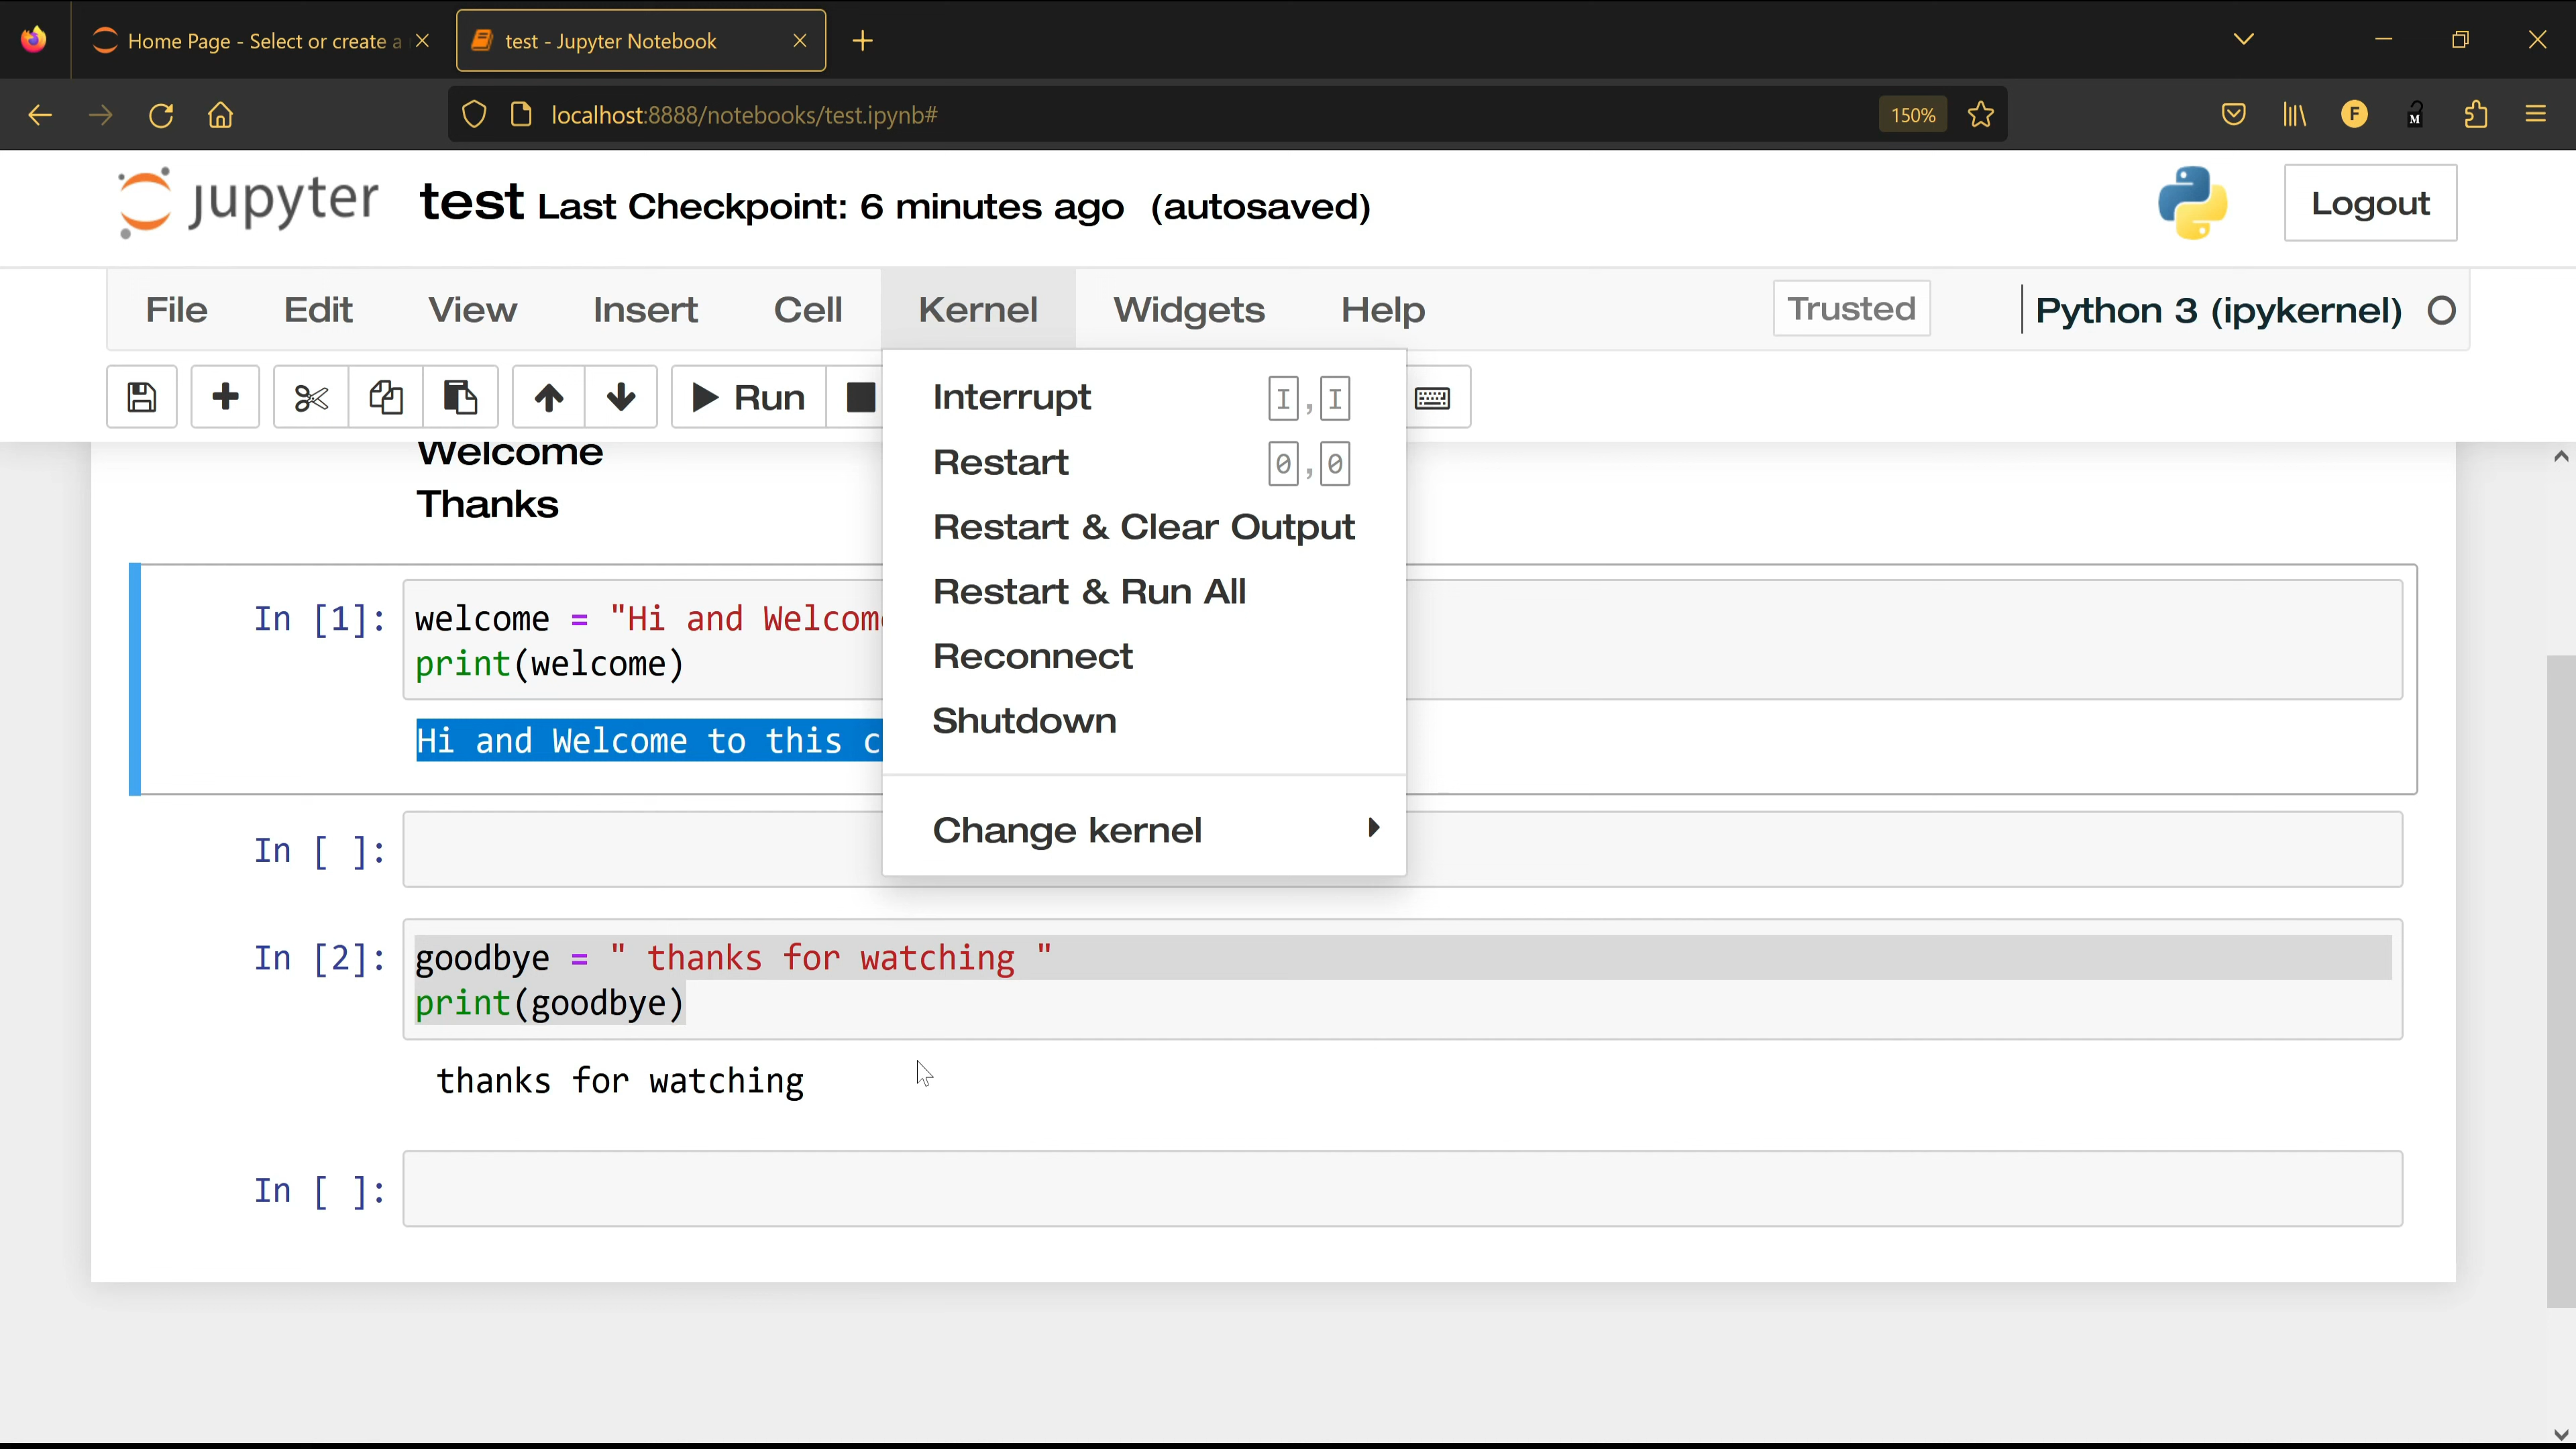 Home Page - Select or create a
test - Jupyter Notebook
localhost:8888/notebooks/test.ipynb#
150%
F
M
jupyter test Last Checkpoint: 6 minutes ago (autosaved)
Logout
File Edit View Insert Cell Kernel Widgets Help
Trusted
Python 3 (ipykernel)
Run
Interrupt I,I
Restart 0,0
Restart & Clear Output
Restart & Run All
Reconnect
Shutdown
Change kernel
Welcome
Thanks
In [1]: welcome = "Hi and Welcom
print(welcome)
Hi and Welcome to this c
In [ ]:
In [2]: goodbye = " thanks for watching "
print(goodbye)
thanks for watching
In [ ]: